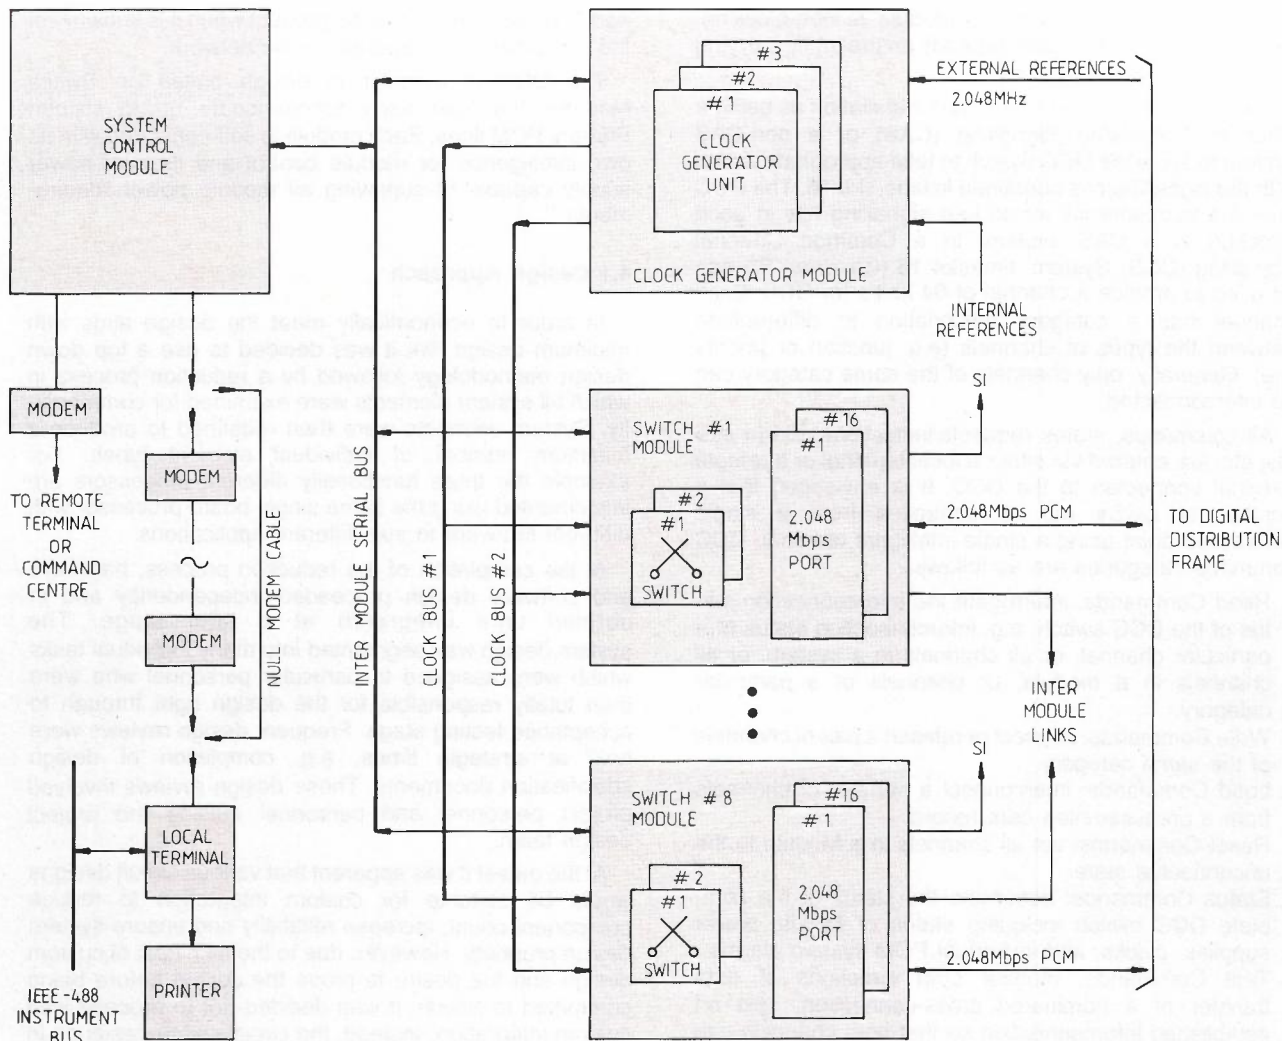 SYSTEM
CONTROL
MODULE
#3
#2
#1
CLOCK
GENERATOR
UNIT
CLOCK GENERATOR MODULE
EXTERNAL REFERENCES
2.048MHz
INTERNAL
REFERENCES
SI
MODEM
MODEM
TO REMOTE
TERMINAL
OR
COMMAND
CENTRE
MODEM
NULL MODEM CABLE
INTER MODULE SERIAL BUS
CLOCK BUS #1
CLOCK BUS #2
SWITCH #1
MODULE
#16
#1
2.048
Mbps
PORT
#2
#1
SWITCH
2.048Mbps PCM
TO DIGITAL
DISTRIBUTION
FRAME
INTER
MODULE
LINKS
SI
SWITCH #8
MODULE
#16
#1
2.048
Mbps
PORT
#2
#1
SWITCH
2.048Mbps PCM
LOCAL
TERMINAL
PRINTER
IEEE-488
INSTRUMENT
BUS